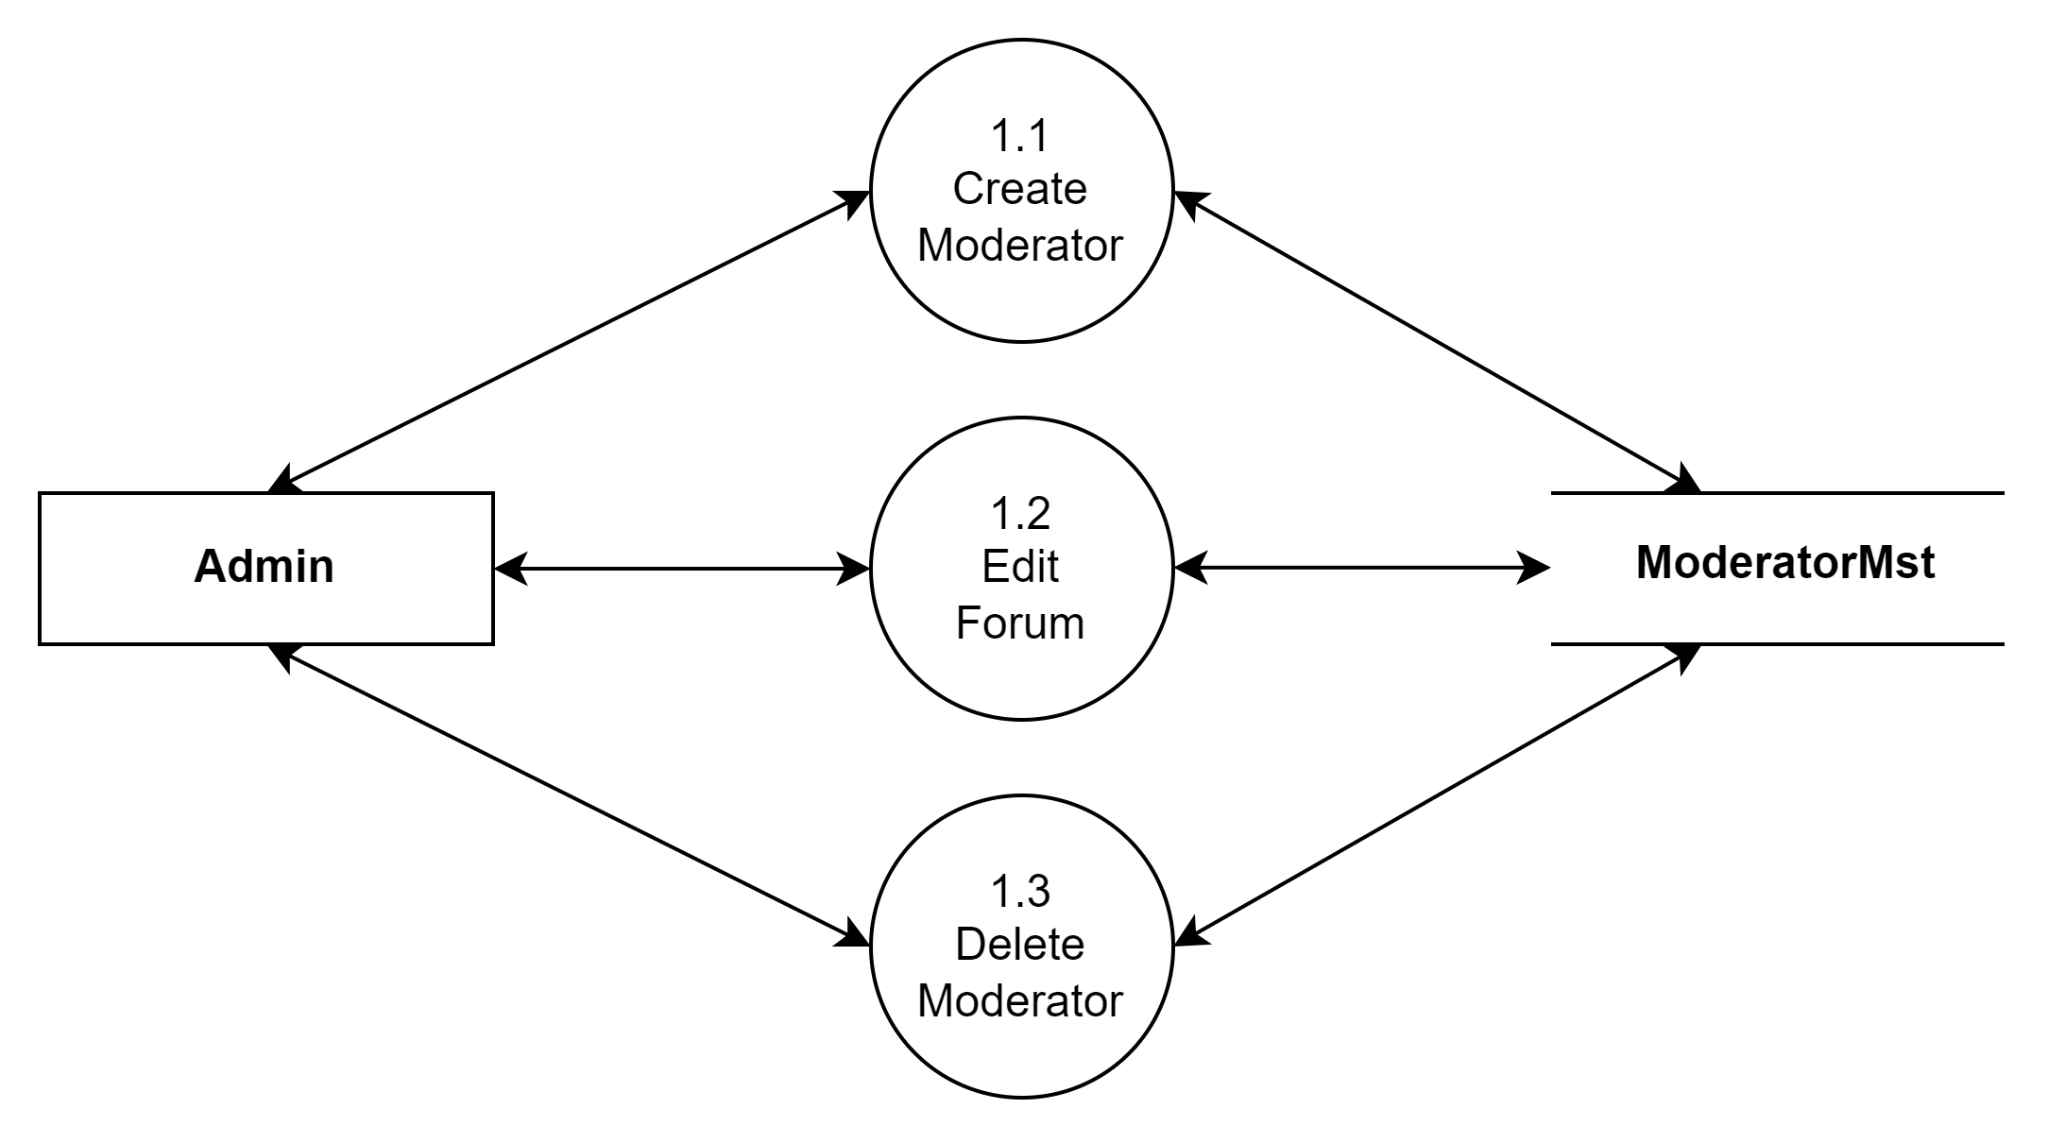 1.1
Create
Moderator
Admin
1.2
Edit
Forum
ModeratorMst
1.3
Delete
Moderator